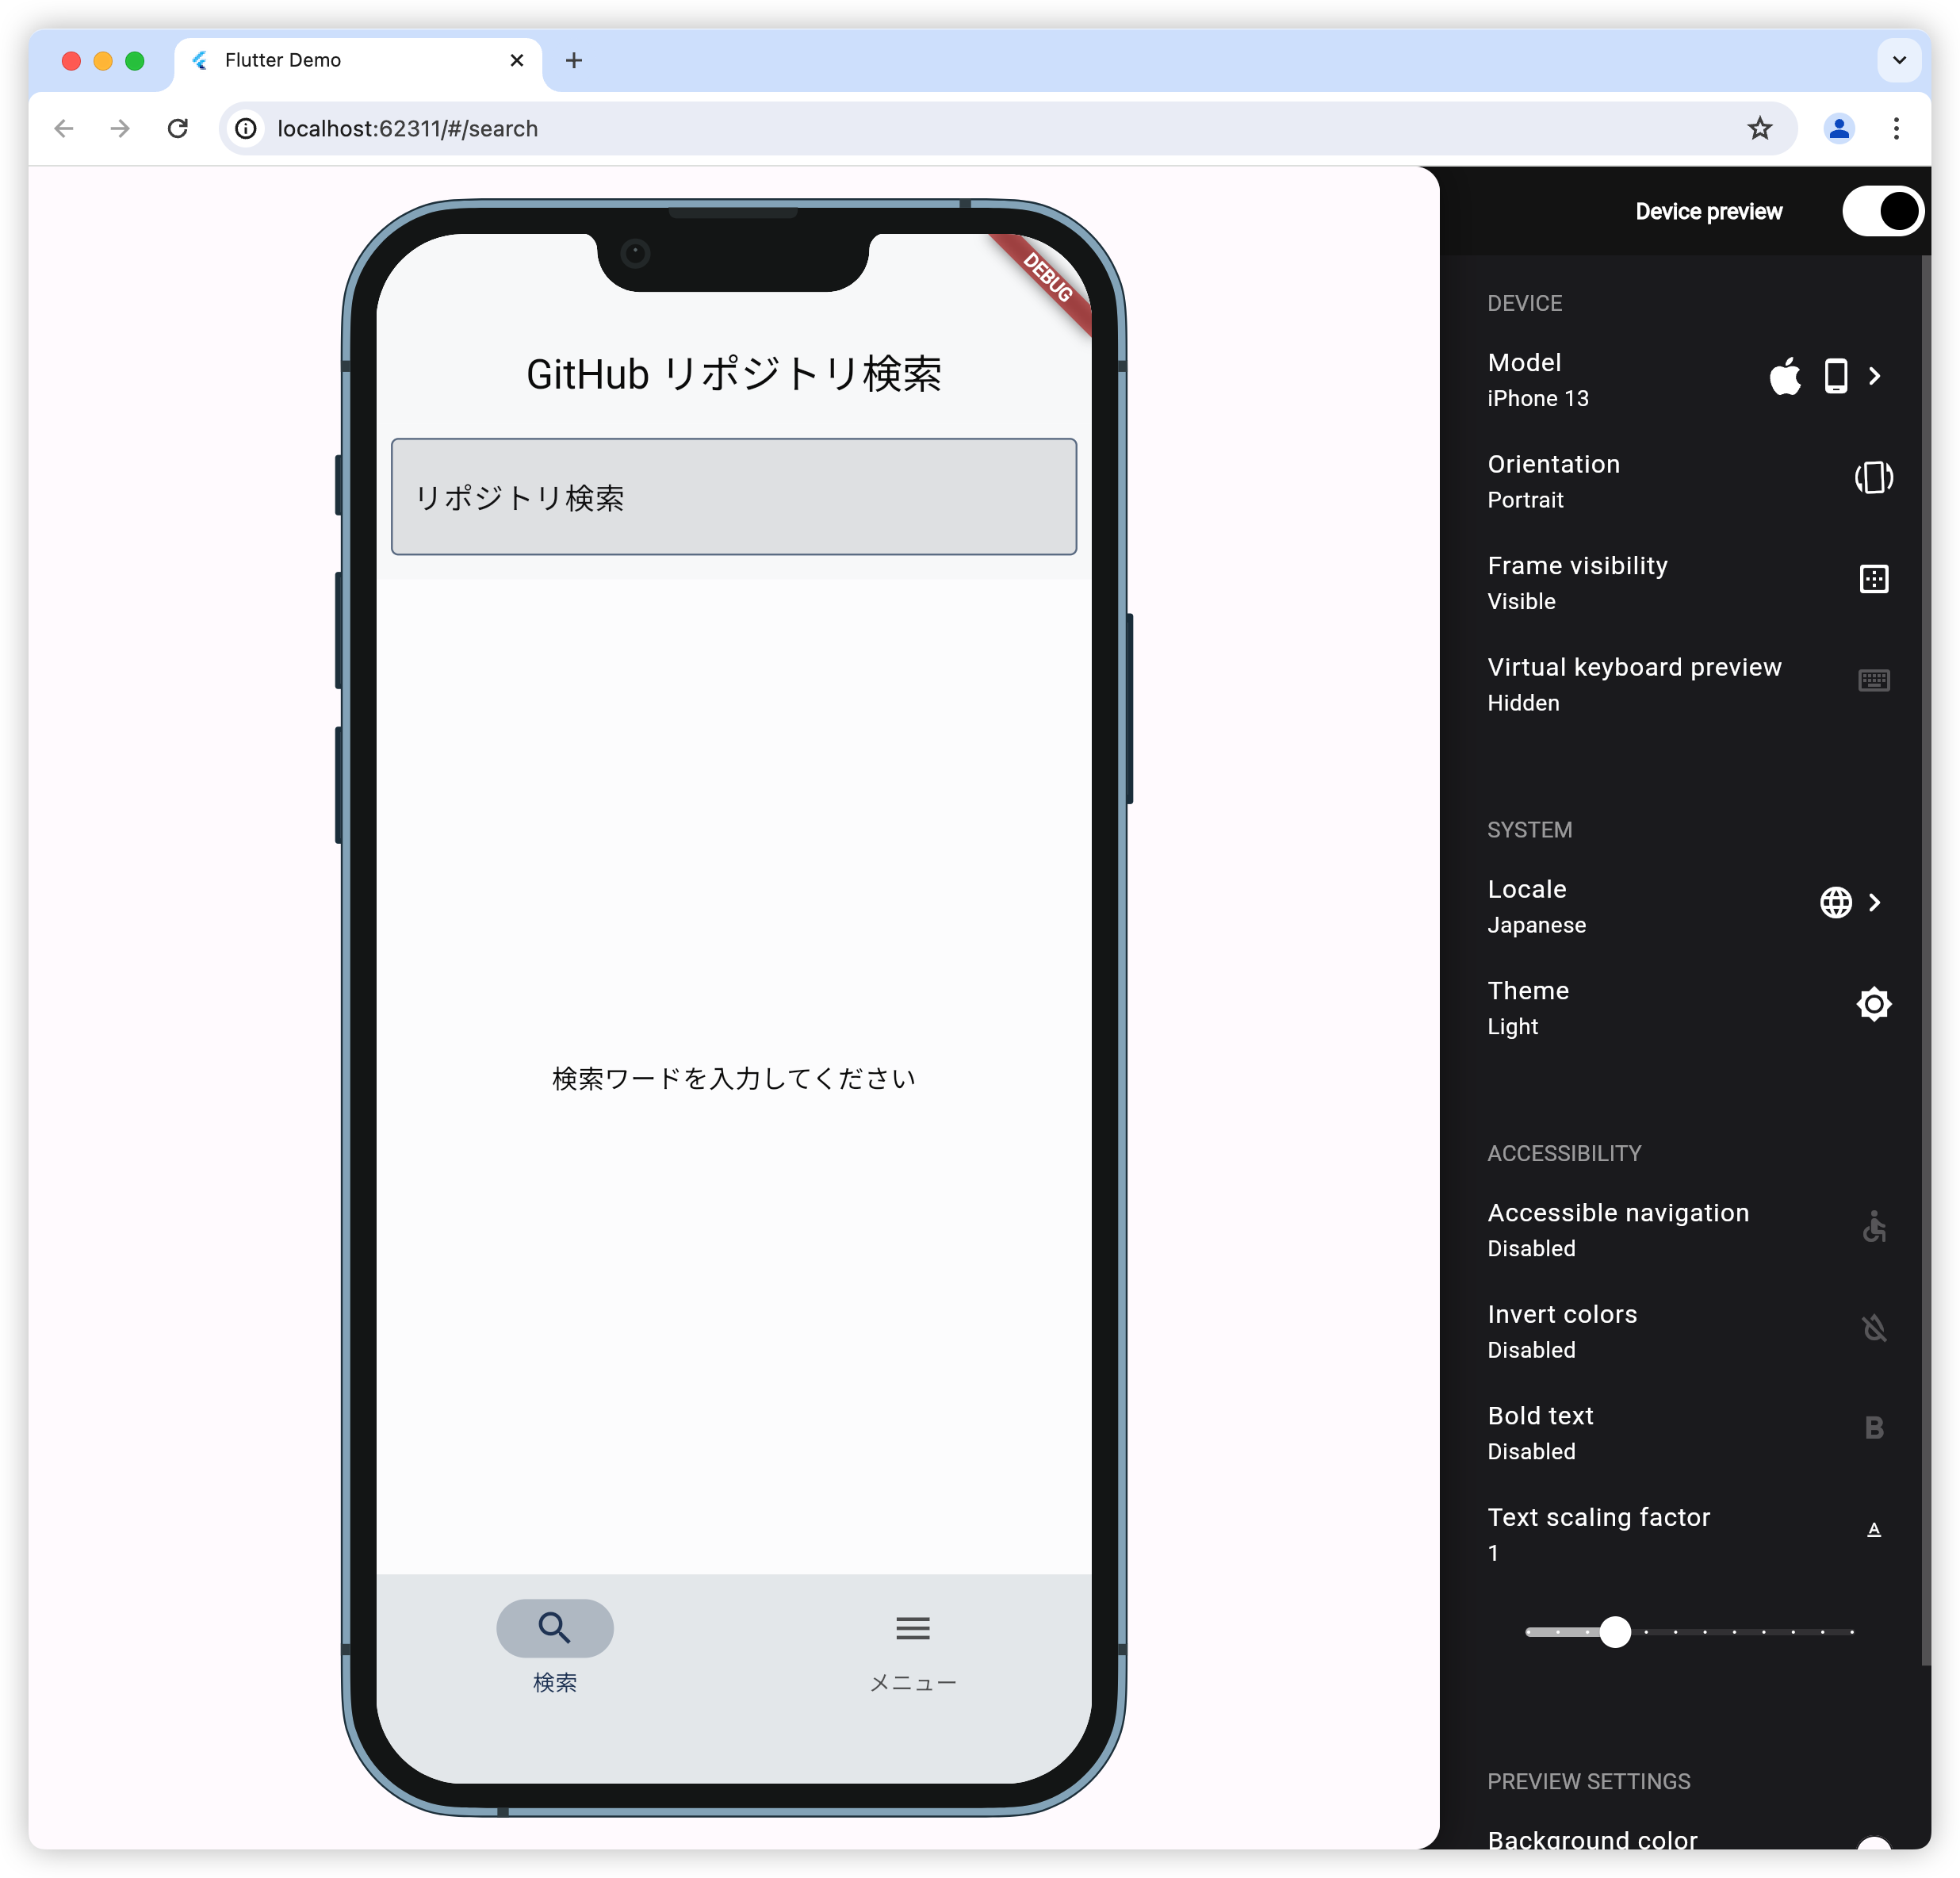 Flutter Demo
localhost:62311/#/search
Device preview
DEBUG
GitHub リポジトリ検索
リポジトリ検索
検索ワードを入力してください
検索
メニュー
DEVICE
Model
iPhone 13
Orientation
Portrait
Frame visibility
Visible
Virtual keyboard preview
Hidden
SYSTEM
Locale
Japanese
Theme
Light
ACCESSIBILITY
Accessible navigation
Disabled
Invert colors
Disabled
Bold text
Disabled
B
Text scaling factor
1
A
PREVIEW SETTINGS
Background color